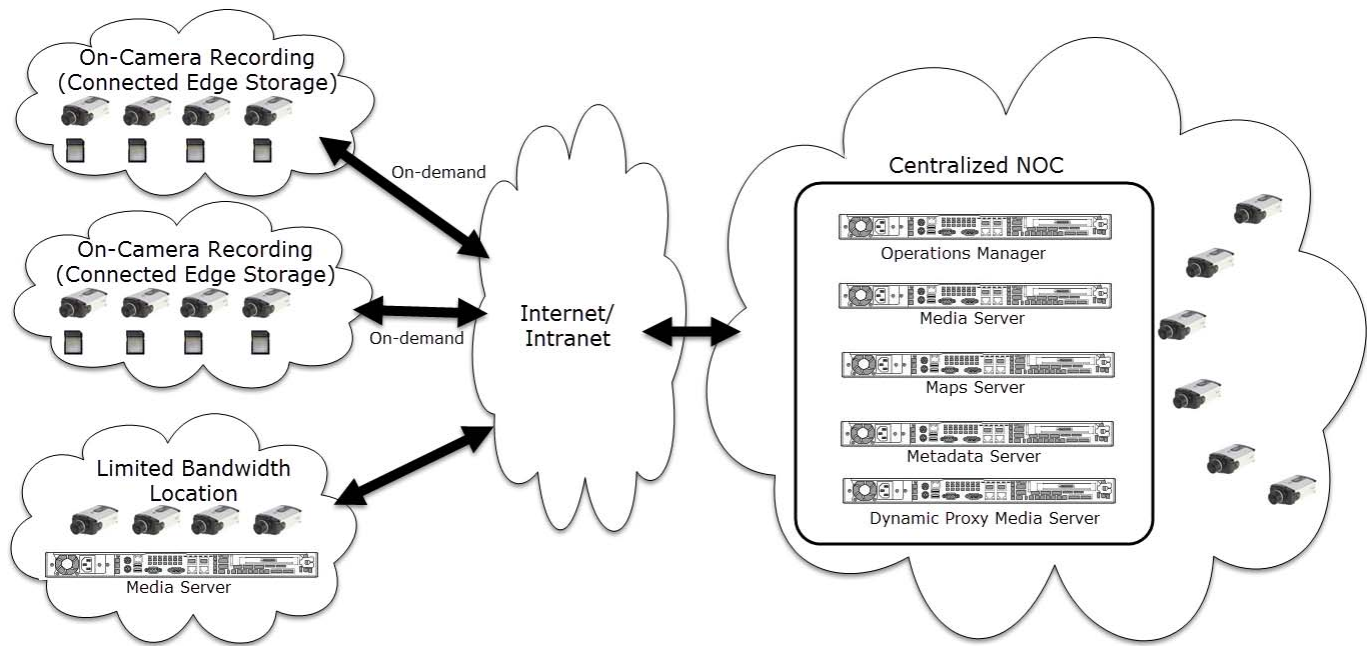 On-Camera Recording
(Connected Edge Storage)
On-demand
On-Camera Recording
(Connected Edge Storage)
On-demand
Limited Bandwidth
Location
Media Server
Internet/
Intranet
Centralized NOC
Operations Manager
Media Server
Maps Server
Metadata Server
Dynamic Proxy Media Server